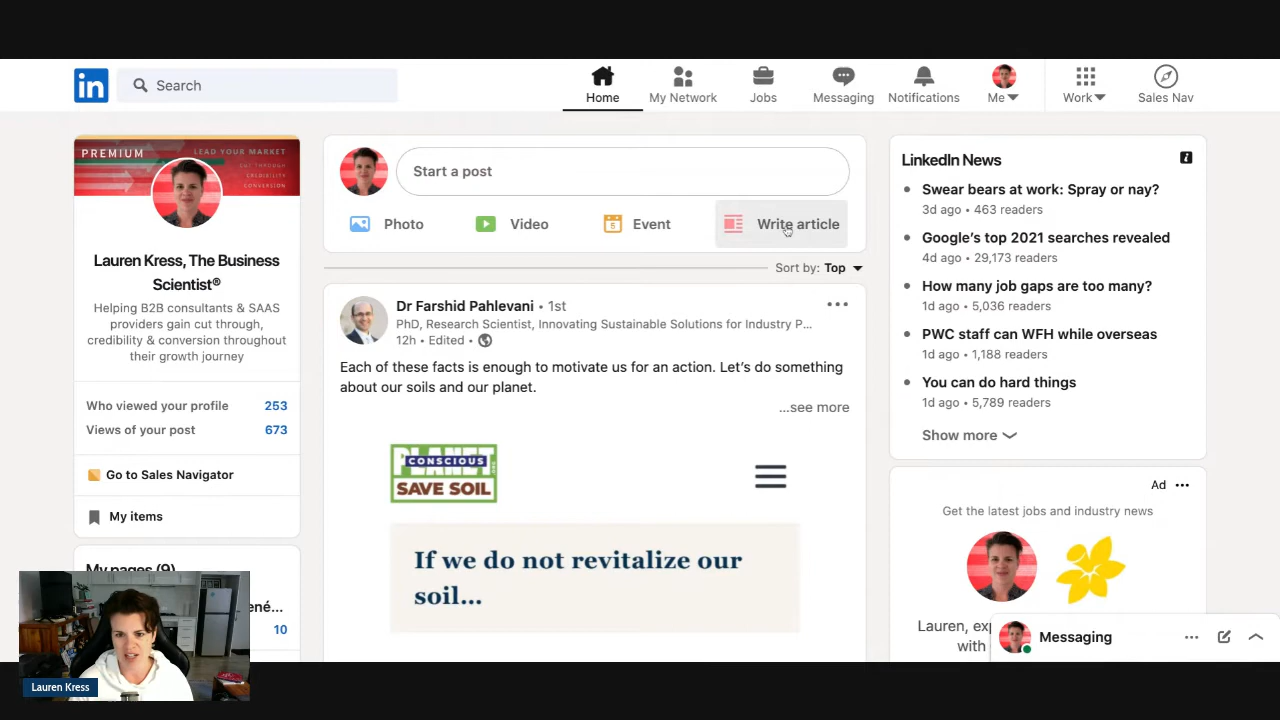 in
Search
Home
My Network
Jobs
Messaging
Notifications
Me
Work
Sales Nav
PREMIUM
LEAD YOUR MARKET
CUT THROUGH
CREDIBILITY
CONVERSION
Lauren Kress, The Business
Scientist®
Helping B2B consultants & SAAS
providers gain cut through,
credibility & conversion throughout
their growth journey
Who viewed your profile 253
Views of your post 673
Go to Sales Navigator
My items
My pages (9)
ené...
10
Lauren Kress
Start a post
Photo
Video
Event
Write article
Sort by: Top
Dr Farshid Pahlevani • 1st
PhD, Research Scientist, Innovating Sustainable Solutions for Industry P...
12h • Edited •
Each of these facts is enough to motivate us for an action. Let's do something
about our soils and our planet.
...see more
CONSCIOUS
PLANET
.ORG
SAVE SOIL
If we do not revitalize our
soil...
LinkedIn News
Swear bears at work: Spray or nay?
3d ago • 463 readers
Google's top 2021 searches revealed
4d ago • 29,173 readers
How many job gaps are too many?
1d ago • 5,036 readers
PWC staff can WFH while overseas
1d ago • 1,188 readers
You can do hard things
1d ago • 5,789 readers
Show more
Ad
Get the latest jobs and industry news
Lauren, ex
with
Messaging